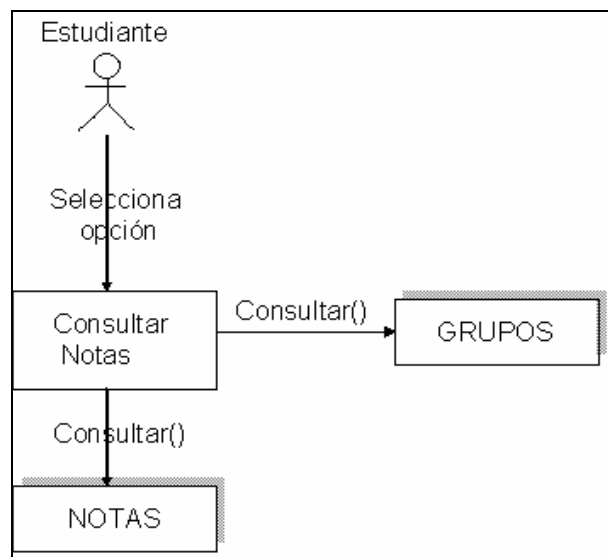 Estudiante
Selecciona
opción
Consultar
Notas
Consultar()
GRUPOS
Consultar()
NOTAS